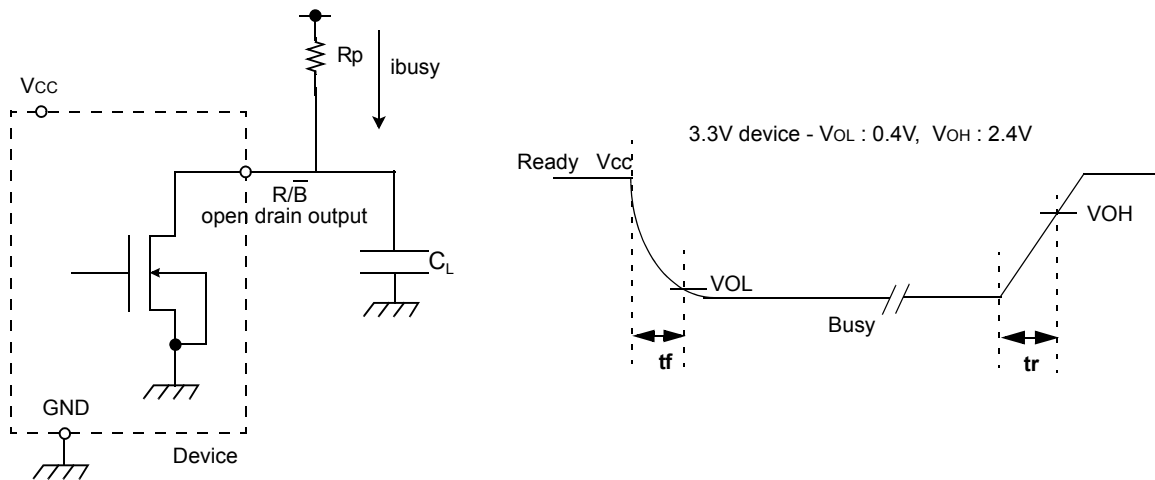 Rp
ibusy
VCC
3.3V device - VOL : 0.4V, VOH : 2.4V
Ready Vcc
R/B̅
open drain output
VOH
CL
VOL
Busy
tf
tr
GND
Device